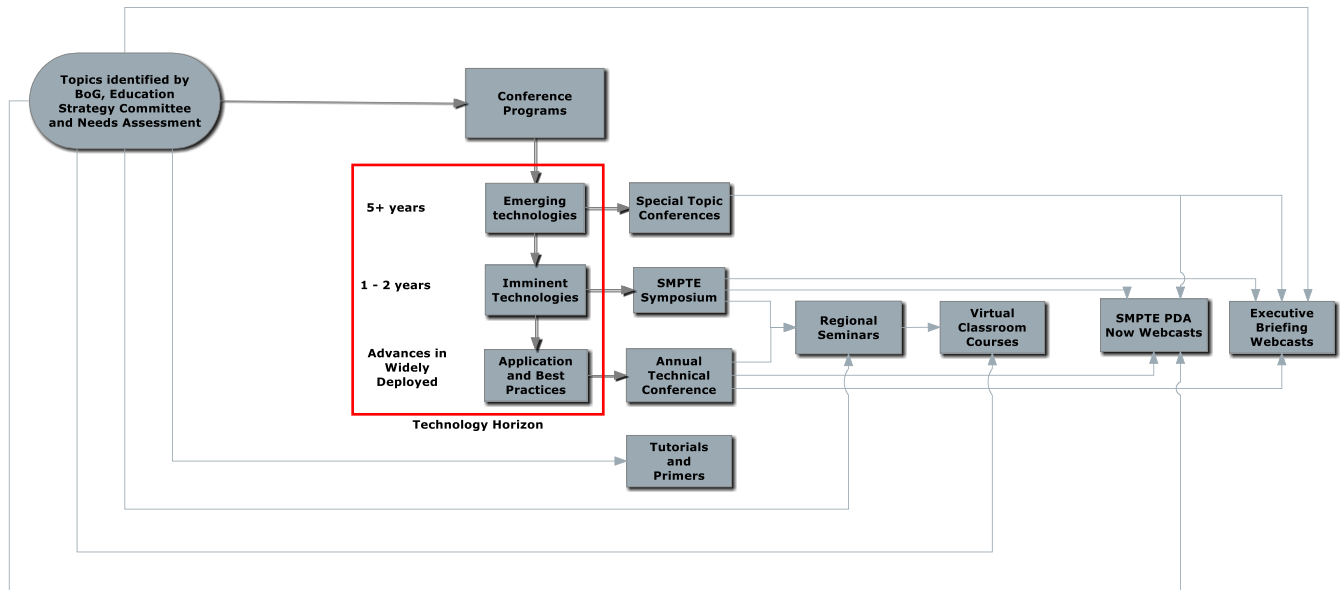 Topics identified by
BoG, Education
Strategy Committee
and Needs Assessment
Conference
Programs
5+ years
Emerging
technologies
Special Topic
Conferences
1 - 2 years
Imminent
Technologies
SMPTE
Symposium
Regional
Seminars
Virtual
Classroom
Courses
SMPTE PDA
Now Webcasts
Executive
Briefing
Webcasts
Advances in
Widely
Deployed
Application
and Best
Practices
Annual
Technical
Conference
Technology Horizon
Tutorials
and
Primers